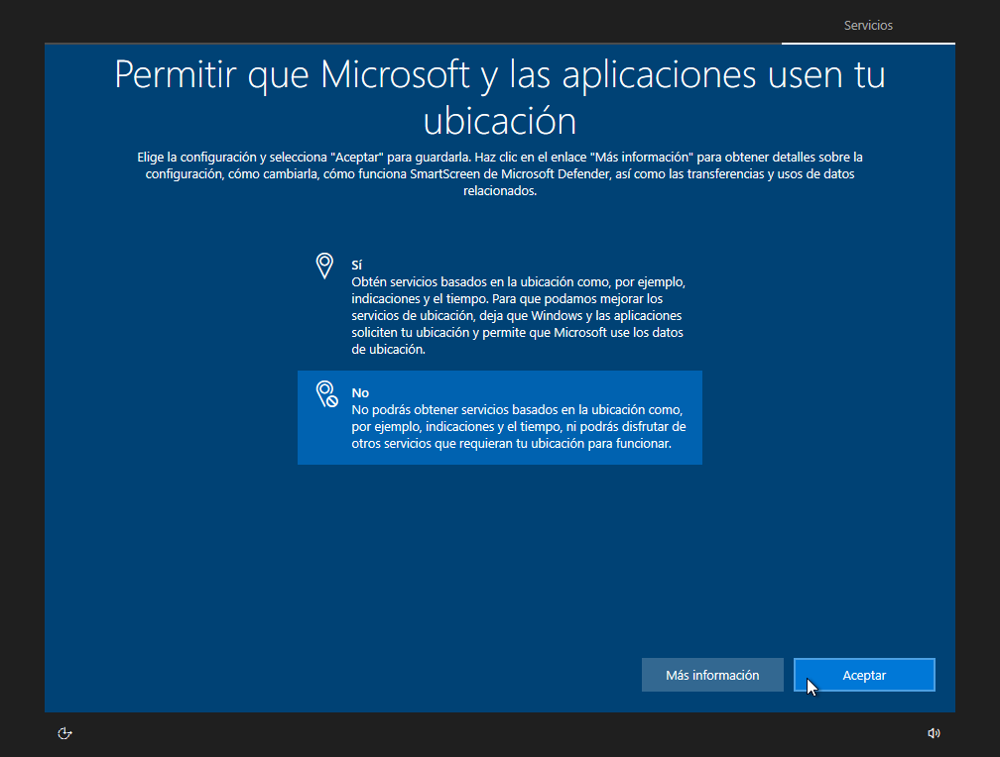 Servicios
Permitir que Microsoft y las aplicaciones usen tu
ubicación
Elige la configuración y selecciona "Aceptar" para guardarla. Haz clic en el enlace "Más información" para obtener detalles sobre la
configuración, cómo cambiarla, cómo funciona SmartScreen de Microsoft Defender, así como las transferencias y usos de datos
relacionados.
Sí
Obtén servicios basados en la ubicación como, por ejemplo,
indicaciones y el tiempo. Para que podamos mejorar los
servicios de ubicación, deja que Windows y las aplicaciones
soliciten tu ubicación y permite que Microsoft use los datos
de ubicación.
No
No podrás obtener servicios basados en la ubicación como,
por ejemplo, indicaciones y el tiempo, ni podrás disfrutar de
otros servicios que requieran tu ubicación para funcionar.
Más información
Aceptar